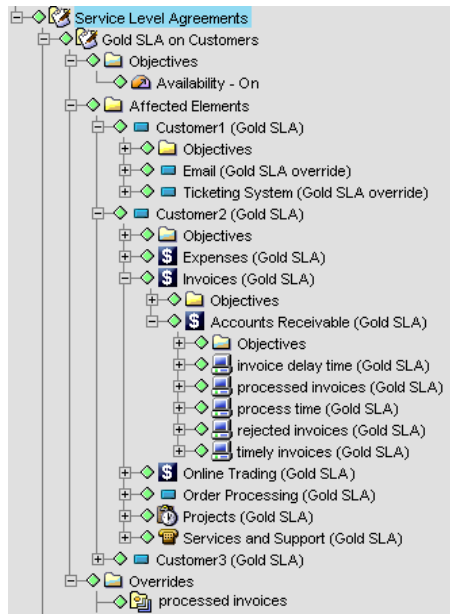 Service Level Agreements
Gold SLA on Customers
Objectives
Availability - On
Affected Elements
Customer1 (Gold SLA)
Objectives
Email (Gold SLA override)
Ticketing System (Gold SLA override)
Customer2 (Gold SLA)
Objectives
Expenses (Gold SLA)
Invoices (Gold SLA)
Objectives
Accounts Receivable (Gold SLA)
Objectives
invoice delay time (Gold SLA)
processed invoices (Gold SLA)
process time (Gold SLA)
rejected invoices (Gold SLA)
timely invoices (Gold SLA)
Online Trading (Gold SLA)
Order Processing (Gold SLA)
Projects (Gold SLA)
Services and Support (Gold SLA)
Customer3 (Gold SLA)
Overrides
processed invoices